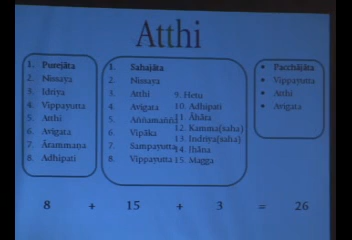 Atthi
1. Purejāta
2. Nissaya
3. Idriya
4. Vippayutta
5. Atthi
6. Avigata
7. Ārammaṇa
8. Adhipati
1. Sahajāta
2. Nissaya
3. Atthi
4. Avigata
5. Aññamañña
6. Vipāka
7. Sampayutta
8. Vippayutta
9. Hetu
10. Adhipati
11. Āhāra
12. Kamma(saha)
13. Indriya(saha)
14. Jhāna
15. Magga
• Pacchājāta
• Vippayutta
• Atthi
• Avigata
8 + 15 + 3 = 26